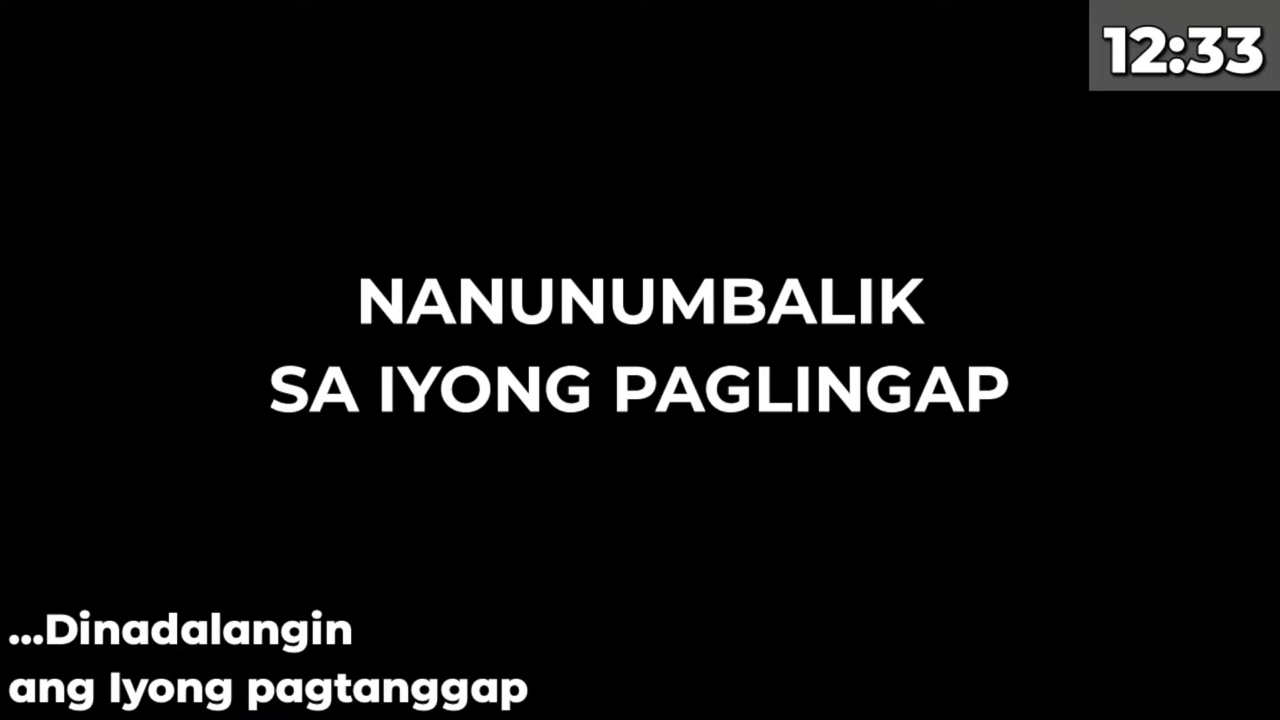 12:33
NANUNUMBALIK
SA IYONG PAGLINGAP
...Dinadalangin
ang Iyong pagtanggap